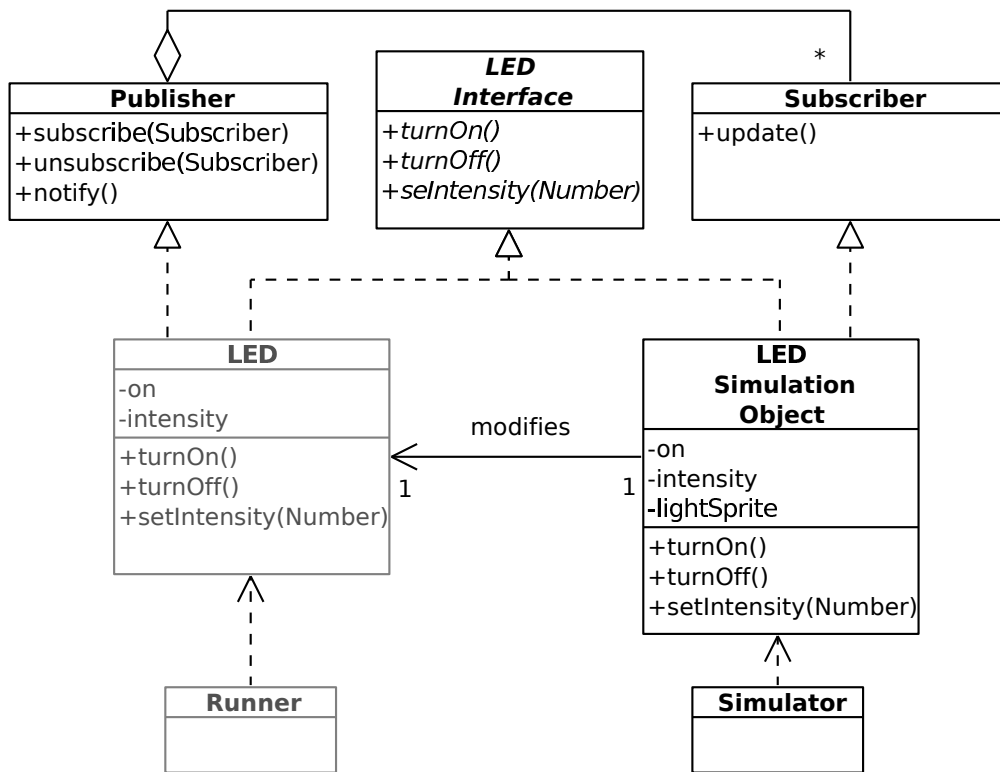 *
Publisher
+subscribe(Subscriber)
+unsubscribe(Subscriber)
+notify()
LED
Interface
+turnOn()
+turnOff()
+seIntensity(Number)
Subscriber
+update()
LED
-on
-intensity
+turnOn()
+turnOff()
+setIntensity(Number)
modifies
1
1
LED
Simulation
Object
-on
-intensity
-lightSprite
+turnOn()
+turnOff()
+setIntensity(Number)
Runner
Simulator